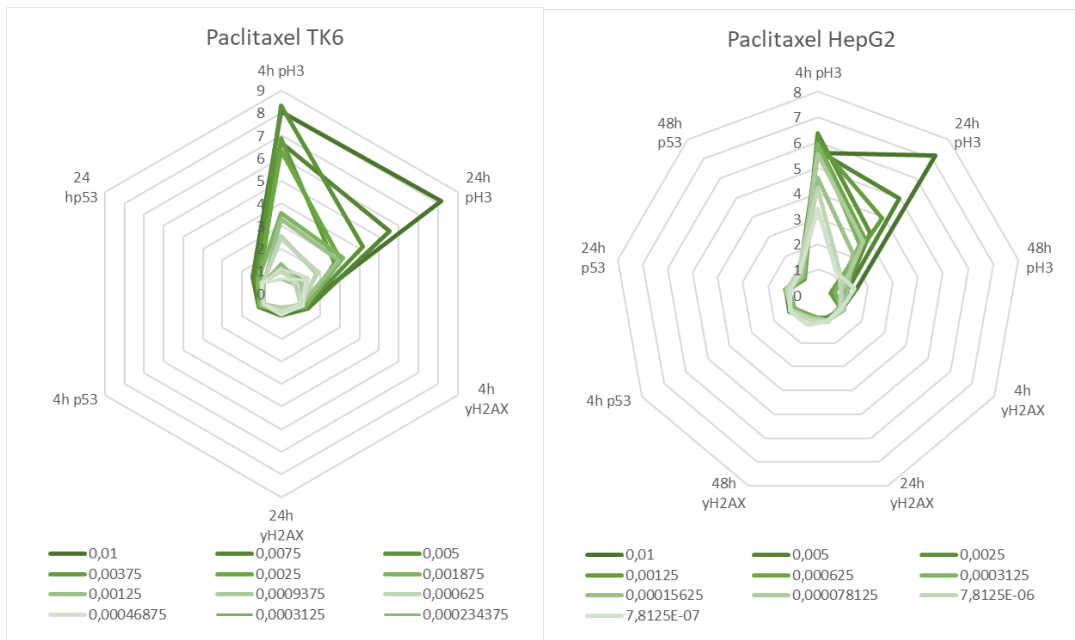 Paclitaxel TK6
4h pH3
9
8
7
6
5
4
3
2
1
0
24h
pH3
4h
yH2AX
24h
yH2AX
4h p53
24
hp53
0,01
0,0075
0,005
0,00375
0,0025
0,001875
0,00125
0,0009375
0,000625
0,00046875
0,0003125
0,000234375
Paclitaxel HepG2
4h pH3
8
7
6
5
4
3
2
1
0
24h
pH3
48h
pH3
4h
yH2AX
24h
yH2AX
48h
yH2AX
4h p53
24h
p53
48h
p53
0,01
0,005
0,0025
0,00125
0,000625
0,0003125
0,00015625
0,000078125
7,8125E-06
7,8125E-07